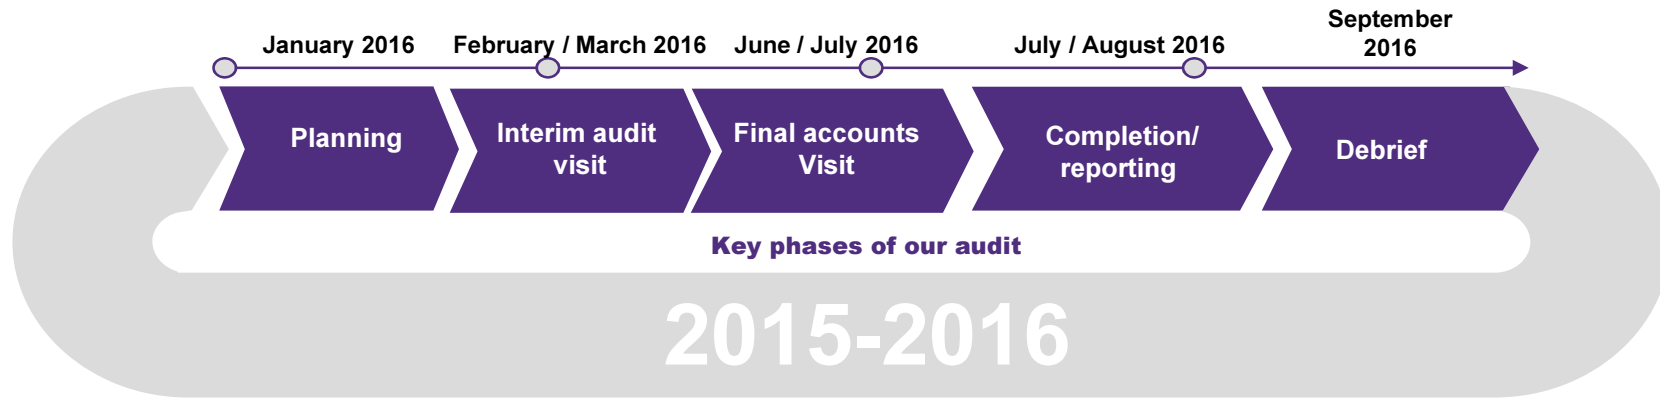 January 2016
February / March 2016
June / July 2016
July / August 2016
September
2016
Planning
Interim audit
visit
Final accounts
Visit
Completion/
reporting
Debrief
Key phases of our audit
2015-2016